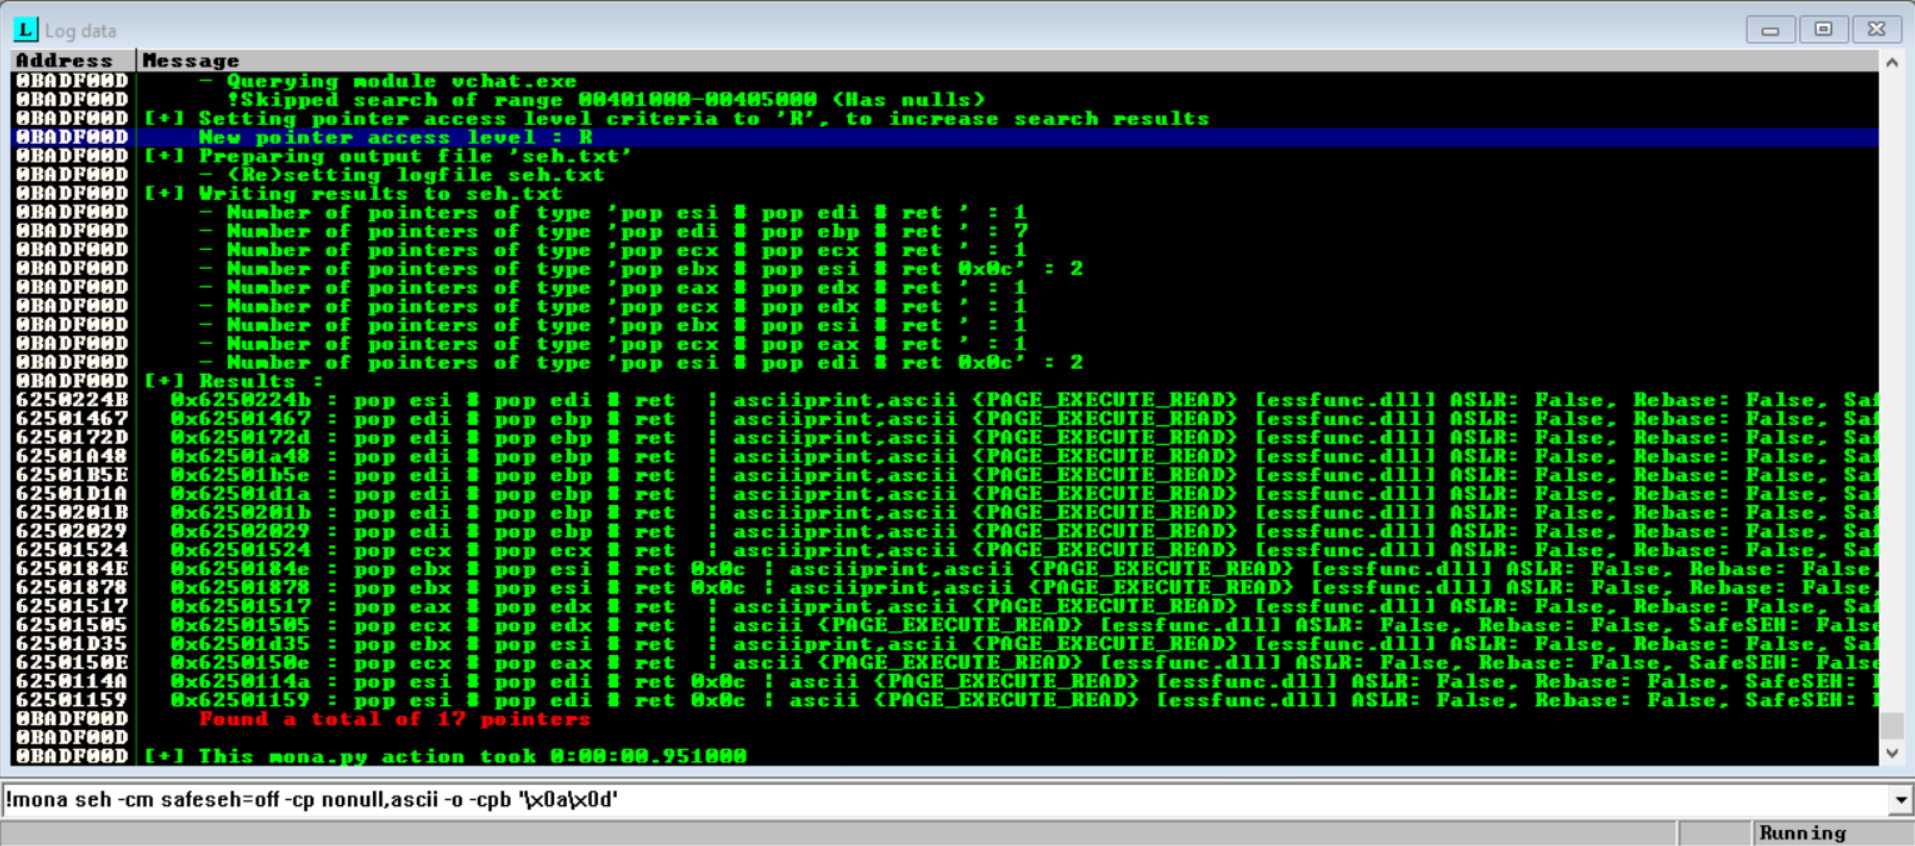 L Log data
Address Message
0BADF00D - Querying module vchat.exe
0BADF00D !Skipped search of range 00401000-00405000 (Has nulls)
0BADF00D [+] Setting pointer access level criteria to 'R', to increase search results
0BADF00D New pointer access level : R
0BADF00D [+] Preparing output file 'seh.txt'
0BADF00D - (Re)setting logfile seh.txt
0BADF00D [+] Writing results to seh.txt
0BADF00D - Number of pointers of type 'pop esi # pop edi # ret ' : 1
0BADF00D - Number of pointers of type 'pop edi # pop ebp # ret ' : 7
0BADF00D - Number of pointers of type 'pop ecx # pop ecx # ret ' : 1
0BADF00D - Number of pointers of type 'pop ebx # pop esi # ret 0x0c' : 2
0BADF00D - Number of pointers of type 'pop eax # pop edx # ret ' : 1
0BADF00D - Number of pointers of type 'pop ecx # pop edx # ret ' : 1
0BADF00D - Number of pointers of type 'pop ebx # pop esi # ret ' : 1
0BADF00D - Number of pointers of type 'pop ecx # pop eax # ret ' : 1
0BADF00D - Number of pointers of type 'pop esi # pop edi # ret 0x0c' : 2
0BADF00D [+] Results :
6250224B 0x6250224b : pop esi # pop edi # ret | asciiprint,ascii {PAGE_EXECUTE_READ} [essfunc.dll] ASLR: False, Rebase: False, Saf
62501467 0x62501467 : pop edi # pop ebp # ret | asciiprint,ascii {PAGE_EXECUTE_READ} [essfunc.dll] ASLR: False, Rebase: False, Saf
6250172D 0x6250172d : pop edi # pop ebp # ret | asciiprint,ascii {PAGE_EXECUTE_READ} [essfunc.dll] ASLR: False, Rebase: False, Saf
62501A48 0x62501a48 : pop edi # pop ebp # ret | asciiprint,ascii {PAGE_EXECUTE_READ} [essfunc.dll] ASLR: False, Rebase: False, Saf
62501B5E 0x62501b5e : pop edi # pop ebp # ret | asciiprint,ascii {PAGE_EXECUTE_READ} [essfunc.dll] ASLR: False, Rebase: False, Saf
62501D1A 0x62501d1a : pop edi # pop ebp # ret | asciiprint,ascii {PAGE_EXECUTE_READ} [essfunc.dll] ASLR: False, Rebase: False, Saf
6250201B 0x6250201b : pop edi # pop ebp # ret | asciiprint,ascii {PAGE_EXECUTE_READ} [essfunc.dll] ASLR: False, Rebase: False, Saf
62502029 0x62502029 : pop edi # pop ebp # ret | asciiprint,ascii {PAGE_EXECUTE_READ} [essfunc.dll] ASLR: False, Rebase: False, Saf
62501524 0x62501524 : pop ecx # pop ecx # ret | asciiprint,ascii {PAGE_EXECUTE_READ} [essfunc.dll] ASLR: False, Rebase: False, Saf
6250184E 0x6250184e : pop ebx # pop esi # ret 0x0c | asciiprint,ascii {PAGE_EXECUTE_READ} [essfunc.dll] ASLR: False, Rebase: False,
62501878 0x62501878 : pop ebx # pop esi # ret 0x0c | asciiprint,ascii {PAGE_EXECUTE_READ} [essfunc.dll] ASLR: False, Rebase: False,
62501517 0x62501517 : pop eax # pop edx # ret | asciiprint,ascii {PAGE_EXECUTE_READ} [essfunc.dll] ASLR: False, Rebase: False, Saf
62501505 0x62501505 : pop ecx # pop edx # ret | ascii {PAGE_EXECUTE_READ} [essfunc.dll] ASLR: False, Rebase: False, SafeSEH: False
62501D35 0x62501d35 : pop ebx # pop esi # ret | asciiprint,ascii {PAGE_EXECUTE_READ} [essfunc.dll] ASLR: False, Rebase: False, Saf
6250150E 0x6250150e : pop ecx # pop eax # ret | ascii {PAGE_EXECUTE_READ} [essfunc.dll] ASLR: False, Rebase: False, SafeSEH: False
6250114A 0x6250114a : pop esi # pop edi # ret 0x0c | ascii {PAGE_EXECUTE_READ} [essfunc.dll] ASLR: False, Rebase: False, SafeSEH:
62501159 0x62501159 : pop esi # pop edi # ret 0x0c | ascii {PAGE_EXECUTE_READ} [essfunc.dll] ASLR: False, Rebase: False, SafeSEH:
0BADF00D Found a total of 17 pointers
0BADF00D
0BADF00D [+] This mona.py action took 0:00:00.951000
!mona seh -cm safeseh=off -cp nonull,ascii -o -cpb '\x0a\x0d'
Running